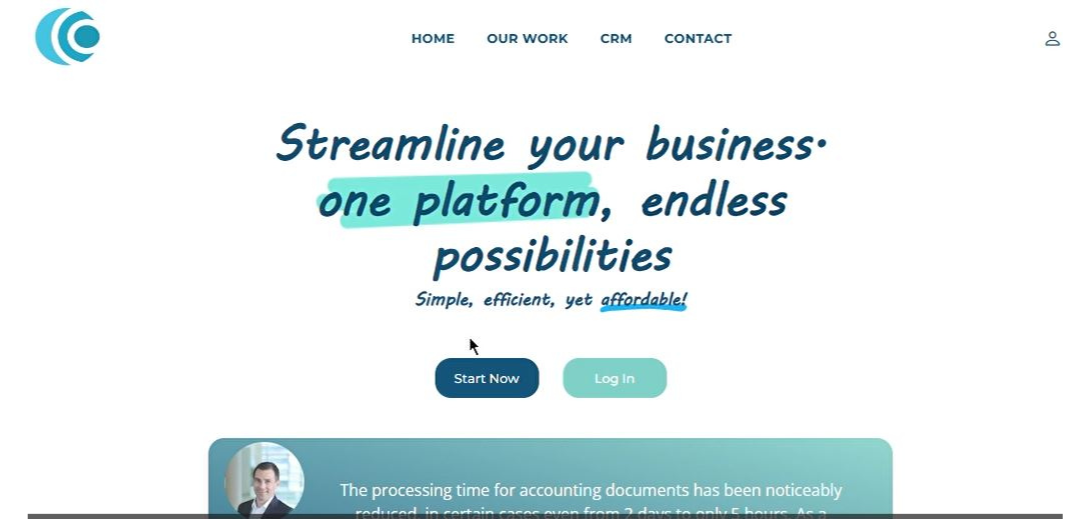 HOME OUR WORK CRM CONTACT
Streamline your business·
one platform, endless
possibilities
Simple, efficient, yet affordable!
Start Now Log In
The processing time for accounting documents has been noticeably
reduced, in certain cases even from 2 days to only 5 hours. As a